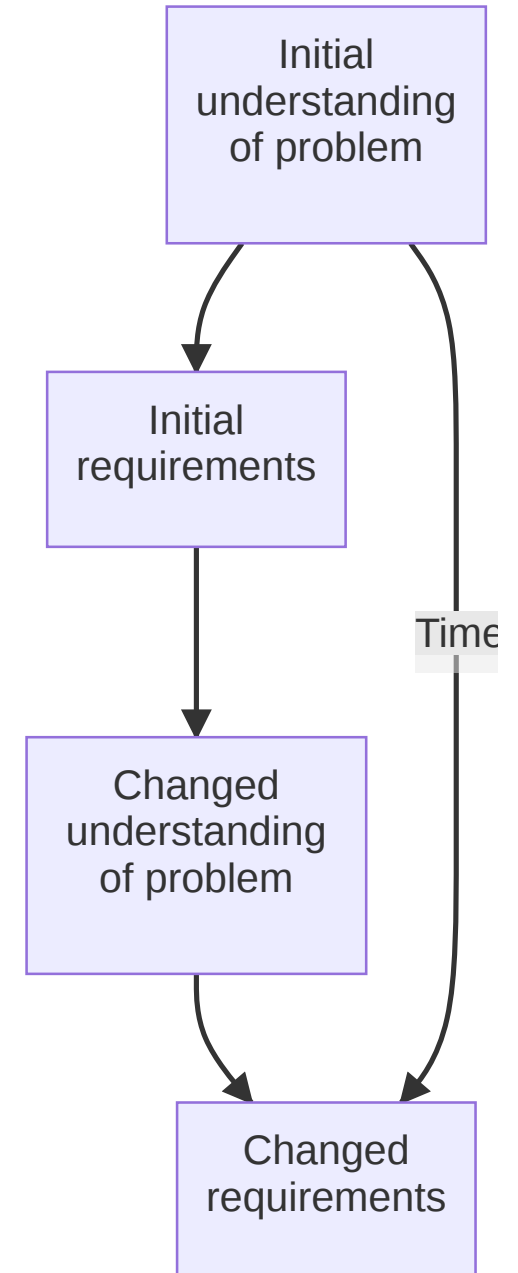 Initial
understanding
of problem
Initial
requirements
Time
Changed
understanding
of problem
Changed
requirements